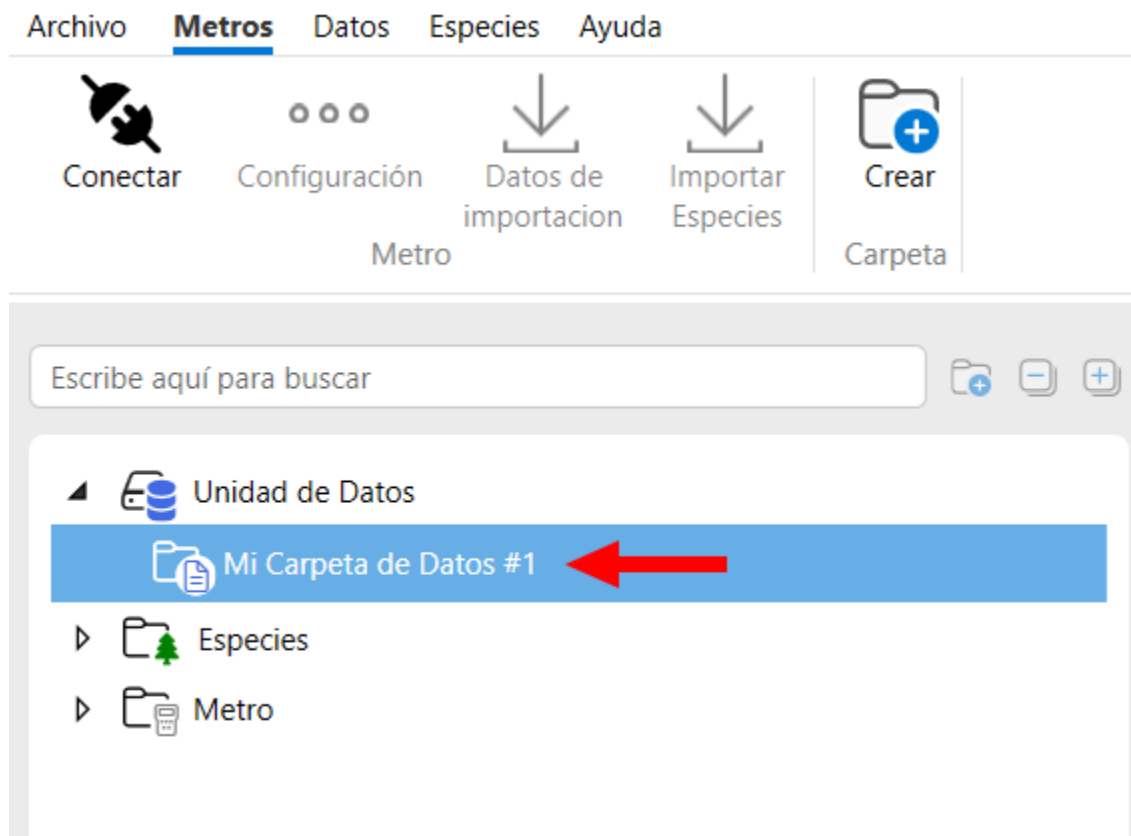 Archivo Metros Datos Especies Ayuda
Conectar Configuración Datos de importacion Importar Especies Crear
Metro Carpeta
Escribe aquí para buscar
Unidad de Datos
Mi Carpeta de Datos #1
Especies
Metro